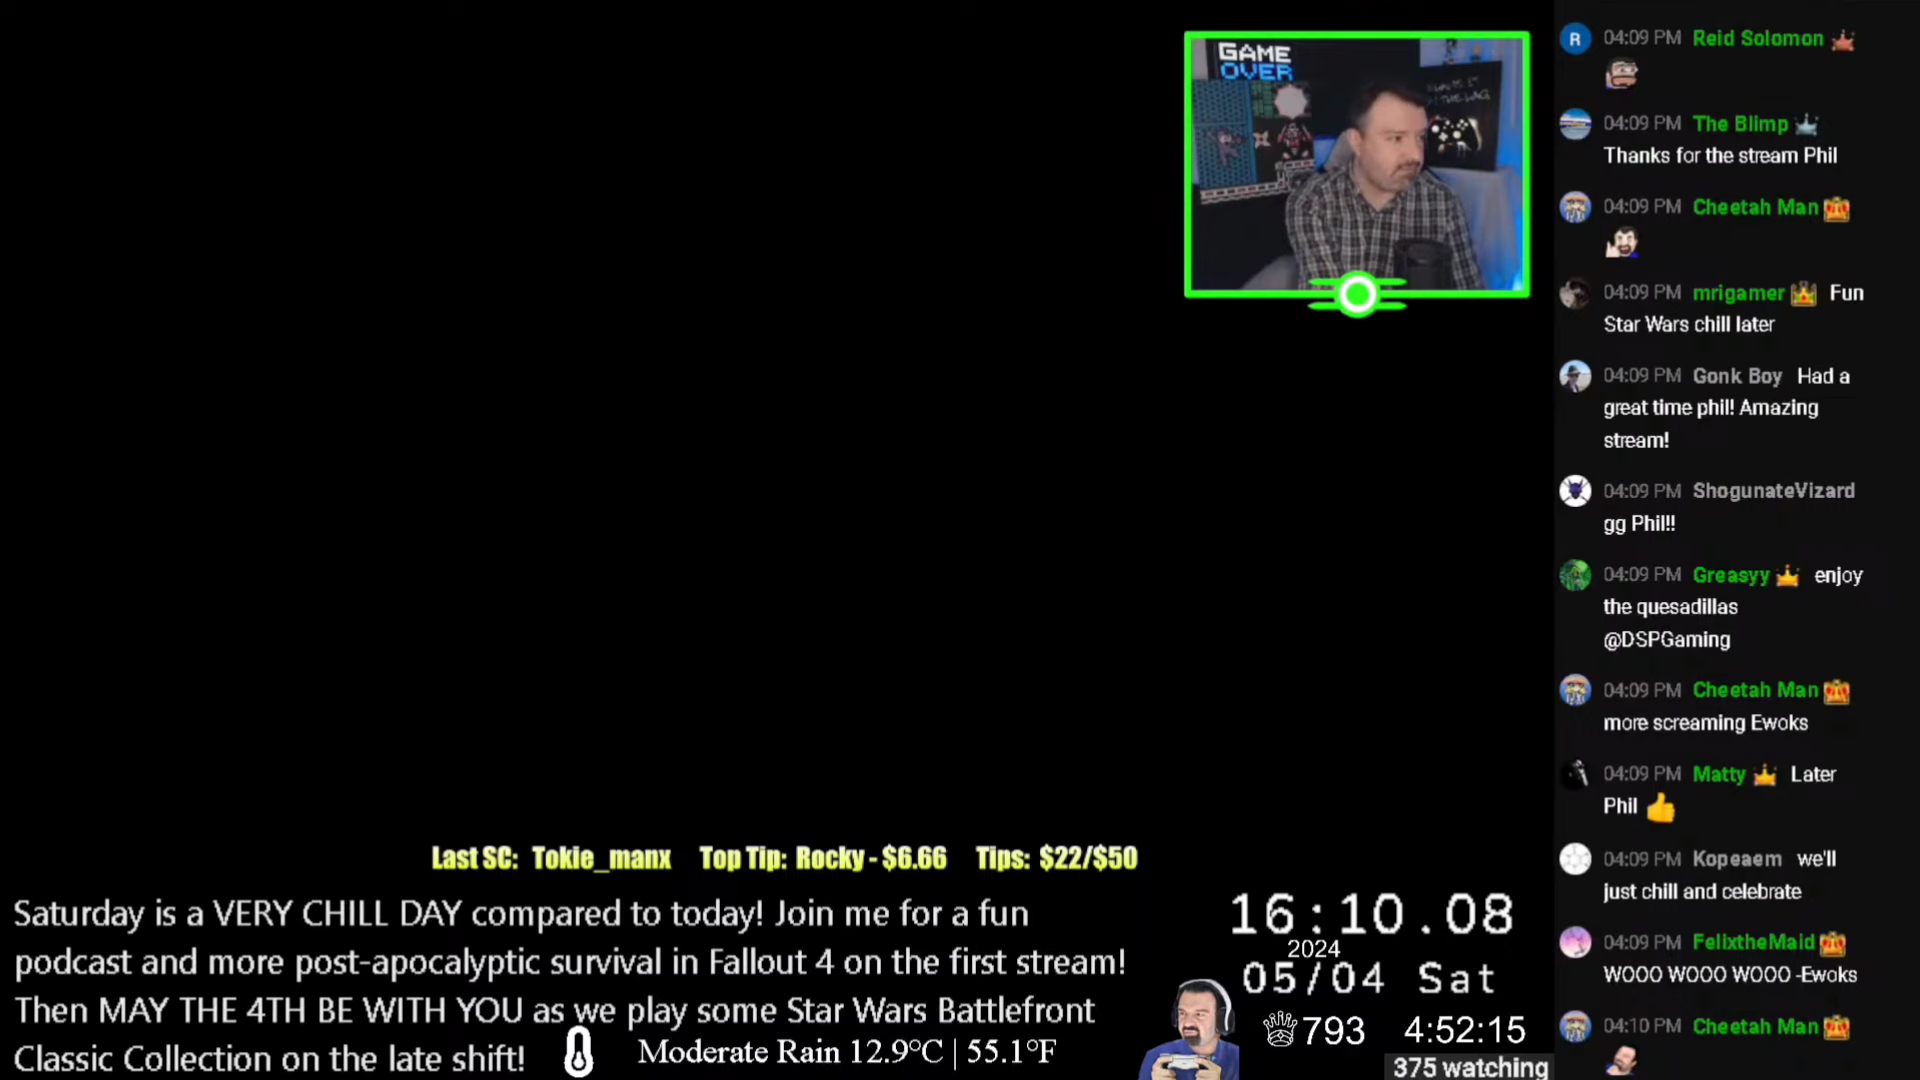 GAME
OVER
04:09 PM Reid Solomon
04:09 PM The Blimp
Thanks for the stream Phil
04:09 PM Cheetah Man
04:09 PM mrigamer Fun
Star Wars chill later
04:09 PM Gonk Boy Had a
great time phil! Amazing
stream!
04:09 PM ShogunateVizard
gg Phil!!
04:09 PM Greasyy enjoy
the quesadillas
@DSPGaming
04:09 PM Cheetah Man
more screaming Ewoks
04:09 PM Matty Later
Phil
04:09 PM Kopeaem we'll
just chill and celebrate
04:09 PM FelixtheMaid
WOOO WOOO WOOO -Ewoks
04:10 PM Cheetah Man
Last SC: Tokie_manx Top Tip: Rocky - $6.66 Tips: $22/$50
Saturday is a VERY CHILL DAY compared to today! Join me for a fun
podcast and more post-apocalyptic survival in Fallout 4 on the first stream!
Then MAY THE 4TH BE WITH YOU as we play some Star Wars Battlefront
Classic Collection on the late shift!
Moderate Rain 12.9°C | 55.1°F
16:10.08
2024
05/04 Sat
793 4:52:15
375 watching
R